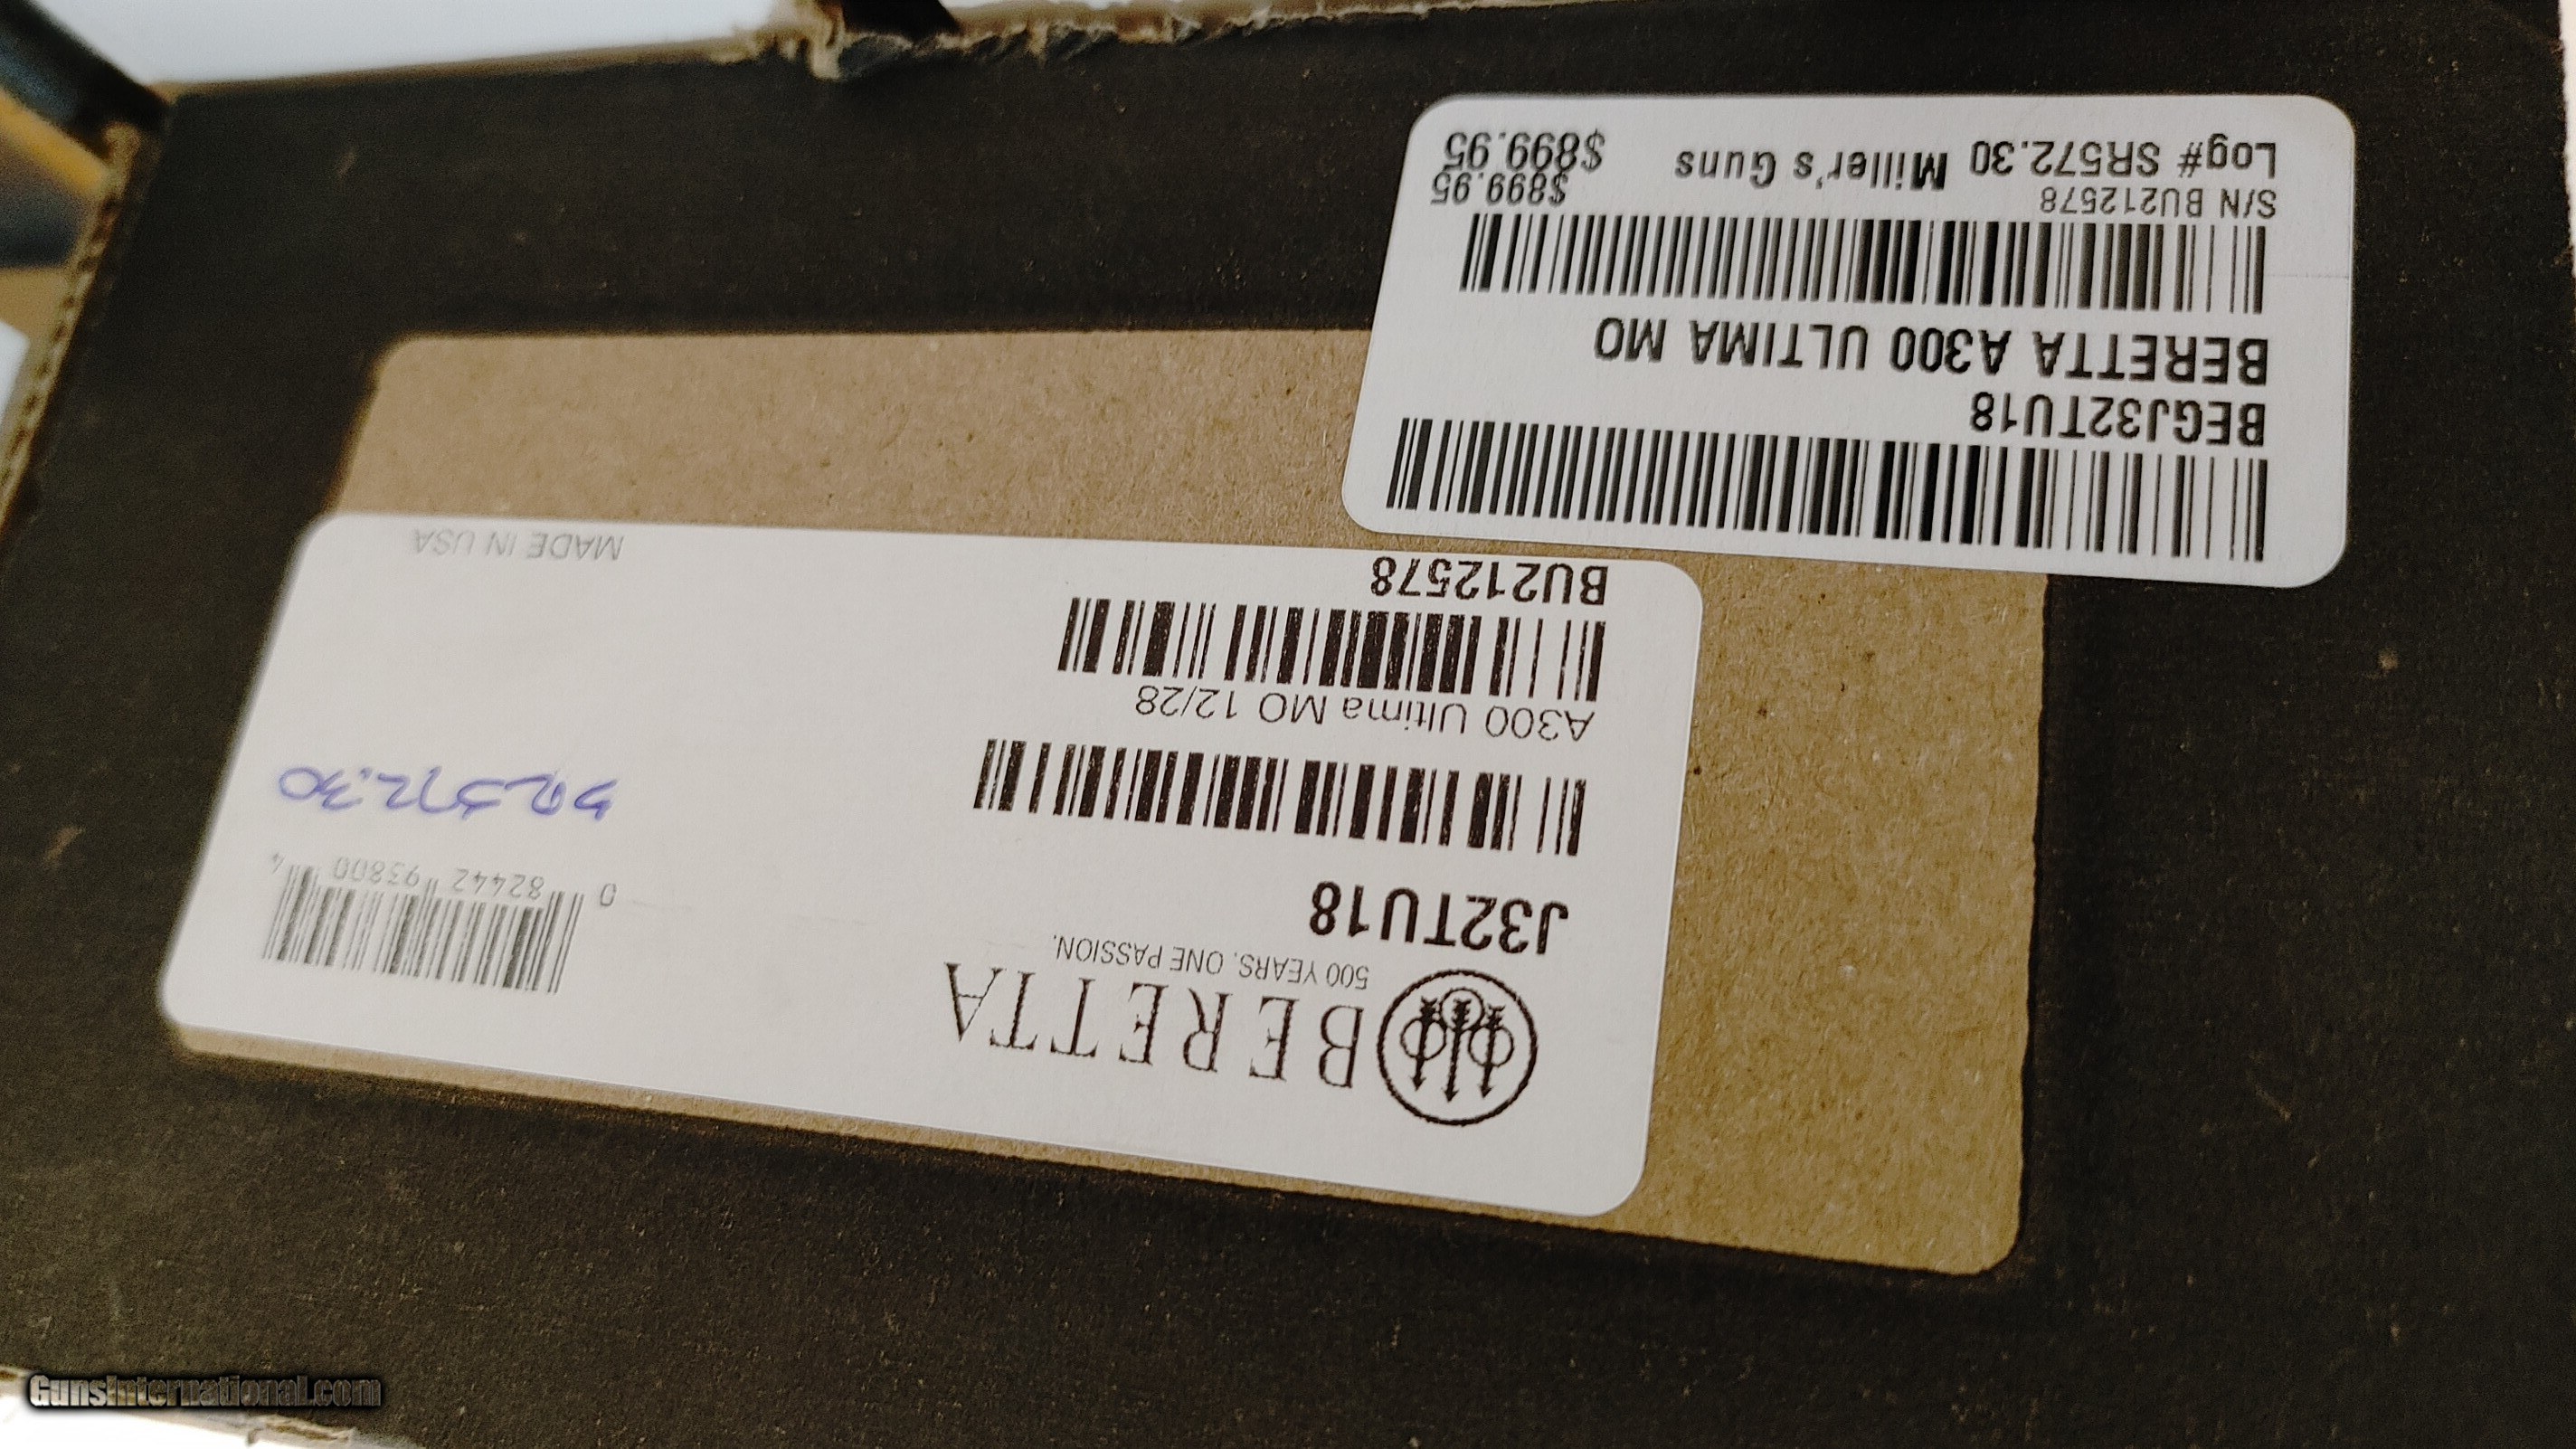 BERETTA
500 YEARS. ONE PASSION.
J32TU18
A300 Ultima MO 12/28
BU212578
0 82442 93800 4
SR572.30
MADE IN USA
BEGJ32TU18
BERETTA A300 ULTIMA MO
S/N BU212578 $899.95
Log# SR572.30 Miller's Guns $899.95
GunsInternational.com